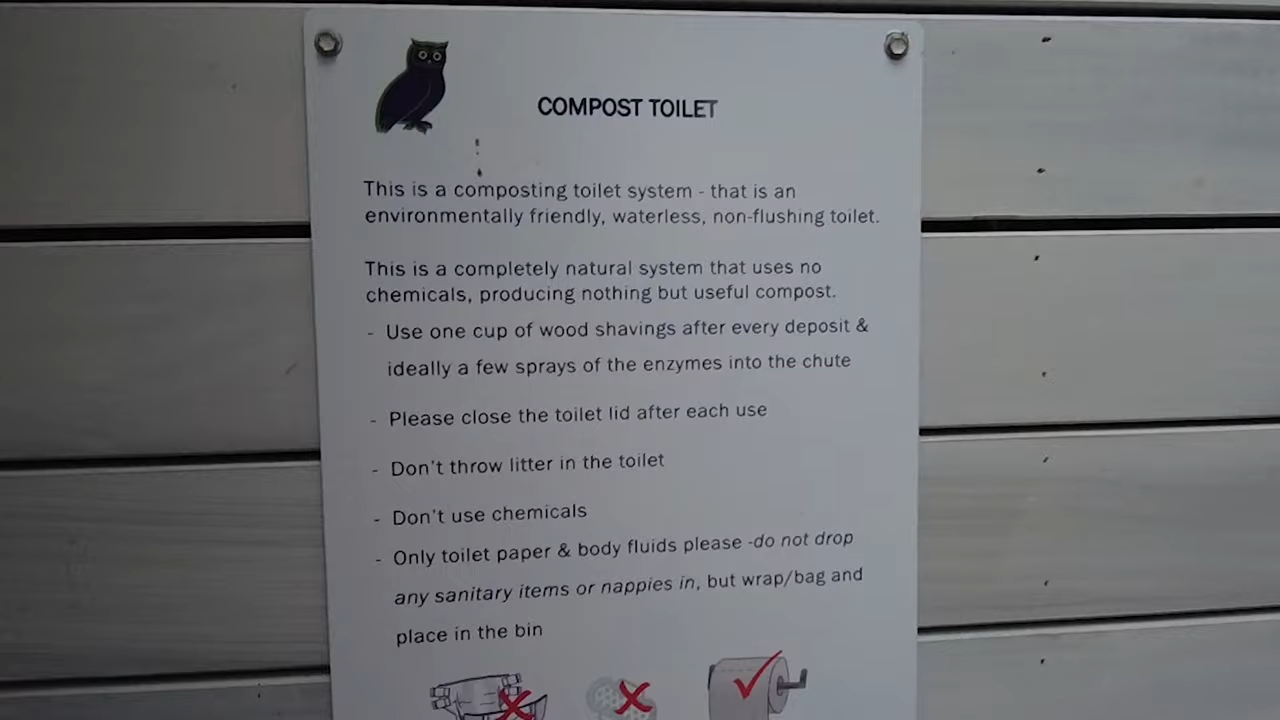 COMPOST TOILET
This is a composting toilet system - that is an
environmentally friendly, waterless, non-flushing toilet.
This is a completely natural system that uses no
chemicals, producing nothing but useful compost.
- Use one cup of wood shavings after every deposit &
ideally a few sprays of the enzymes into the chute
- Please close the toilet lid after each use
- Don't throw litter in the toilet
- Don't use chemicals
- Only toilet paper & body fluids please -do not drop
any sanitary items or nappies in, but wrap/bag and
place in the bin